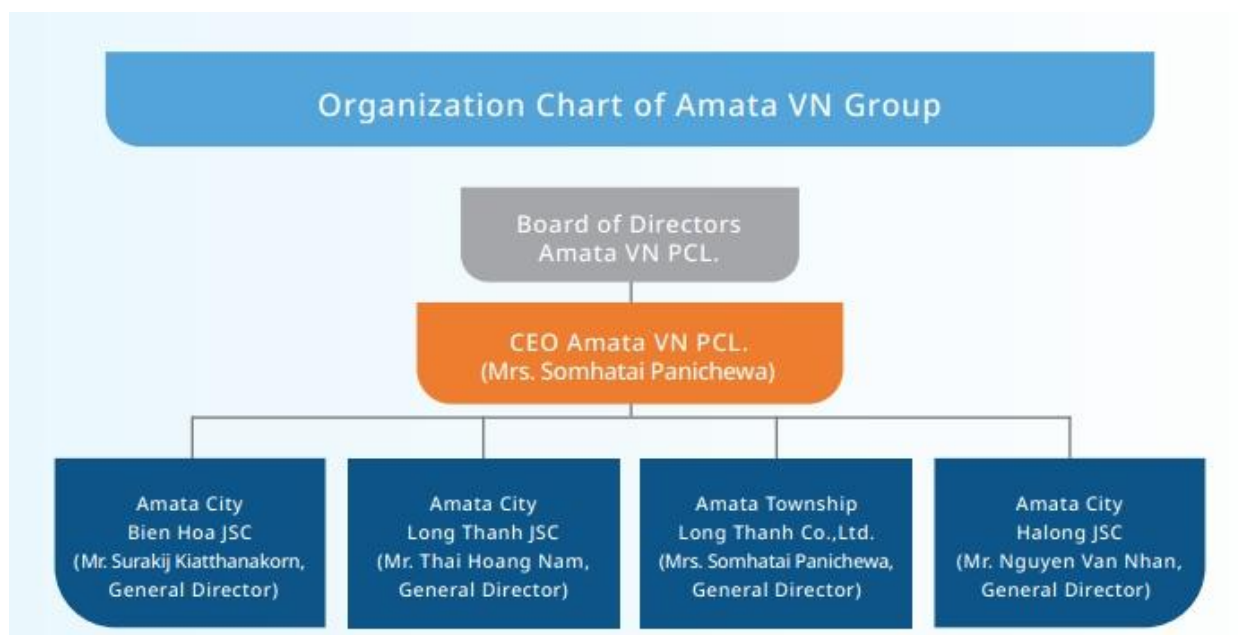 Organization Chart of Amata VN Group
Board of Directors
Amata VN PCL.
CEO Amata VN PCL.
(Mrs. Somhatai Panichewa)
Amata City
Bien Hoa JSC
(Mr. Surakij Kiatthanakorn,
General Director)
Amata City
Long Thanh JSC
(Mr. Thai Hoang Nam,
General Director)
Amata Township
Long Thanh Co.,Ltd.
(Mrs. Somhatai Panichewa,
General Director)
Amata City
Halong JSC
(Mr. Nguyen Van Nhan,
General Director)